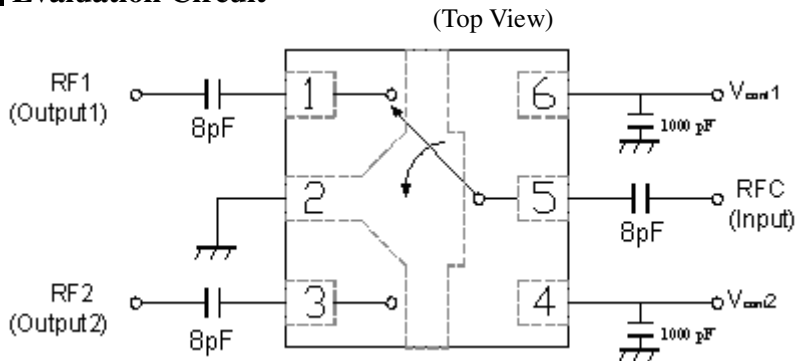 Evaluation Circuit
(Top View)
RF1
(Output1)
8pF
1
6
Vcont1
1000 pF
2
5
8pF
RFC
(Input)
RF2
(Output2)
8pF
3
4
Vcont2
1000 pF